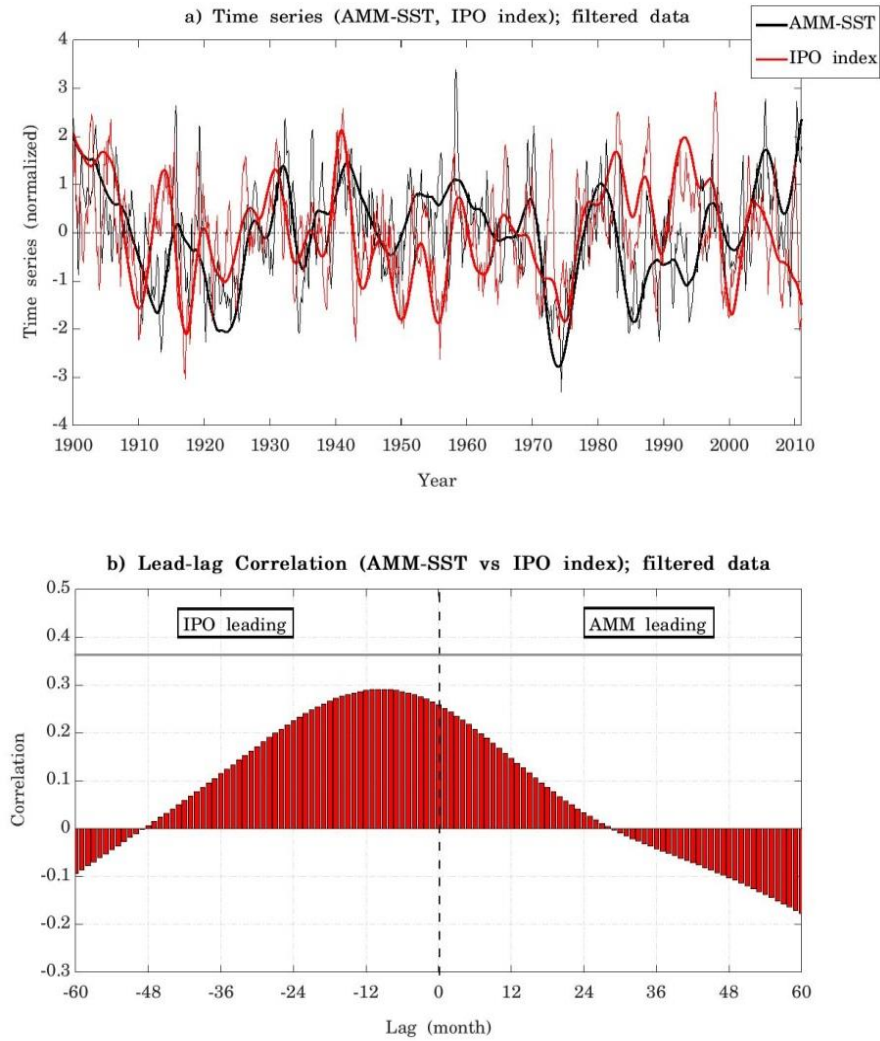 a) Time series (AMM-SST, IPO index); filtered data
AMM-SST
IPO index
4
3
2
1
0
-1
-2
-3
-4
Time series (normalized)
1900 1910 1920 1930 1940 1950 1960 1970 1980 1990 2000 2010
Year
b) Lead-lag Correlation (AMM-SST vs IPO index); filtered data
IPO leading
AMM leading
0.5
0.4
0.3
0.2
0.1
0
-0.1
-0.2
-0.3
Correlation
-60 -48 -36 -24 -12 0 12 24 36 48 60
Lag (month)